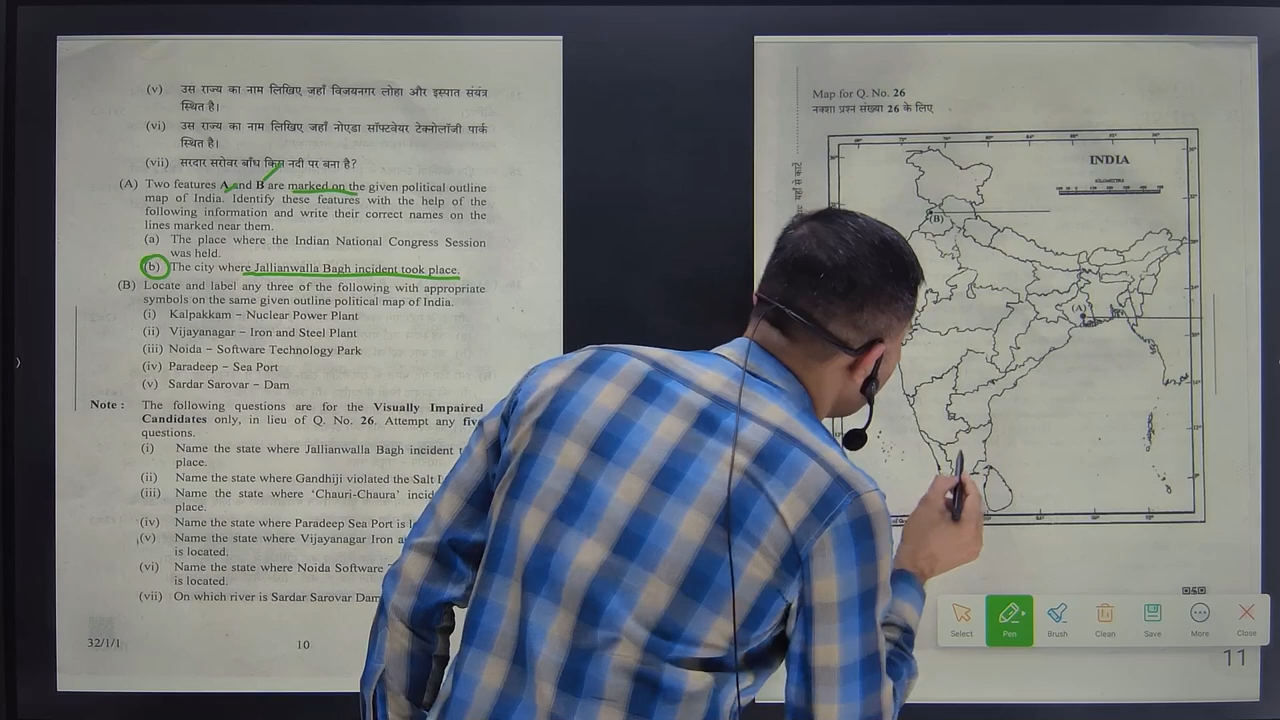 (v) उस राज्य का नाम लिखिए जहाँ विजयनगर लोहा और इस्पात संयंत्र
स्थित है।
(vi) उस राज्य का नाम लिखिए जहाँ नोएडा सॉफ्टवेयर टेक्नोलॉजी पार्क
स्थित है।
(vii) सरदार सरोवर बाँध किस नदी पर बना है?
(A) Two features A and B are marked on the given political outline
map of India. Identify these features with the help of the
following information and write their correct names on the
lines marked near them.
(a) The place where the Indian National Congress Session
was held.
(b) The city where Jallianwalla Bagh incident took place.
(B) Locate and label any three of the following with appropriate
symbols on the same given outline political map of India.
(i) Kalpakkam – Nuclear Power Plant
(ii) Vijayanagar – Iron and Steel Plant
(iii) Noida – Software Technology Park
(iv) Paradeep – Sea Port
(v) Sardar Sarovar – Dam
Note : The following questions are for the Visually Impaired
Candidates only, in lieu of Q. No. 26. Attempt any five
questions.
(i) Name the state where Jallianwalla Bagh incident
place.
(ii) Name the state where Gandhiji violated the Salt
(iii) Name the state where ‘Chauri-Chaura’
place.
(iv) Name the state where Paradeep Sea Port is
(v) Name the state where Vijayanagar Iron
is located.
(vi) Name the state where Noida Software
is located.
(vii) On which river is Sardar Sarovar Dam
32/1/1
10
Map for Q. No. 26
नक्शा प्रश्न संख्या 26 के लिए
यहाँ से काटें
INDIA
KILOMETERS
(B)
(A)
Select
Pen
Brush
Clean
Save
More
Close
11